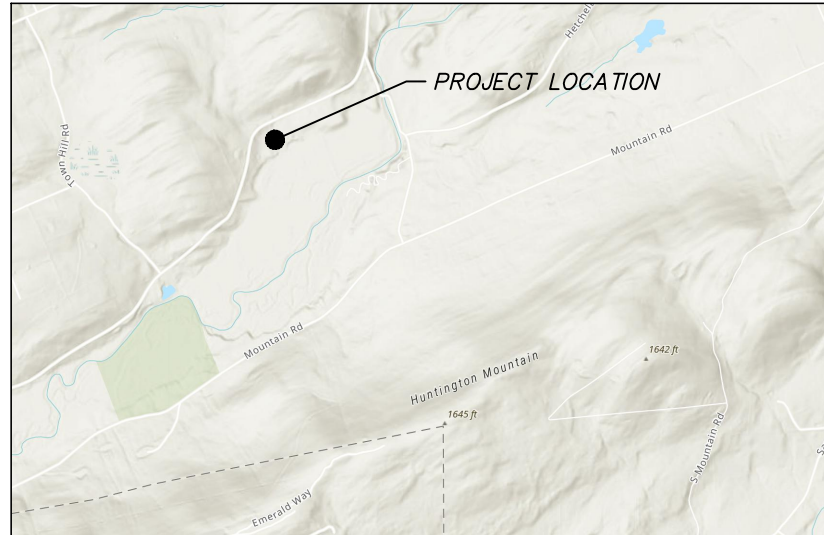 Hetchell
PROJECT LOCATION
Mountain Rd
Town Hill Rd
Mountain Rd
Huntington Mountain
1642 ft
1645 ft
S Mountain Rd
Emerald Way